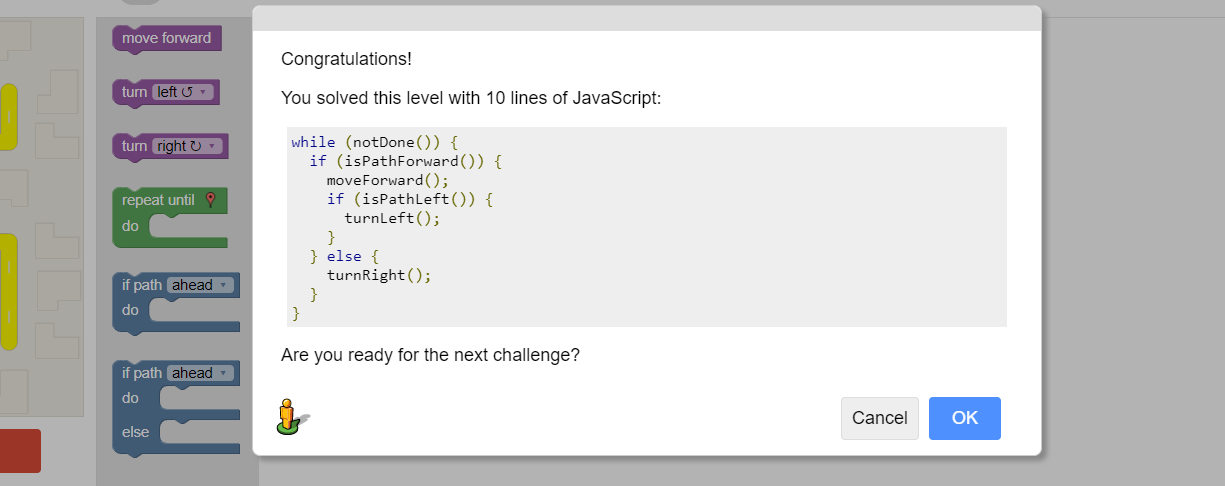 move forward
turn left ↺ ▾
turn right ↻ ▾
repeat until
do
if path ahead ▾
do
if path ahead ▾
do
else
Congratulations!
You solved this level with 10 lines of JavaScript:
while (notDone()) {
  if (isPathForward()) {
    moveForward();
    if (isPathLeft()) {
      turnLeft();
    }
  } else {
    turnRight();
  }
}
Are you ready for the next challenge?
Cancel
OK